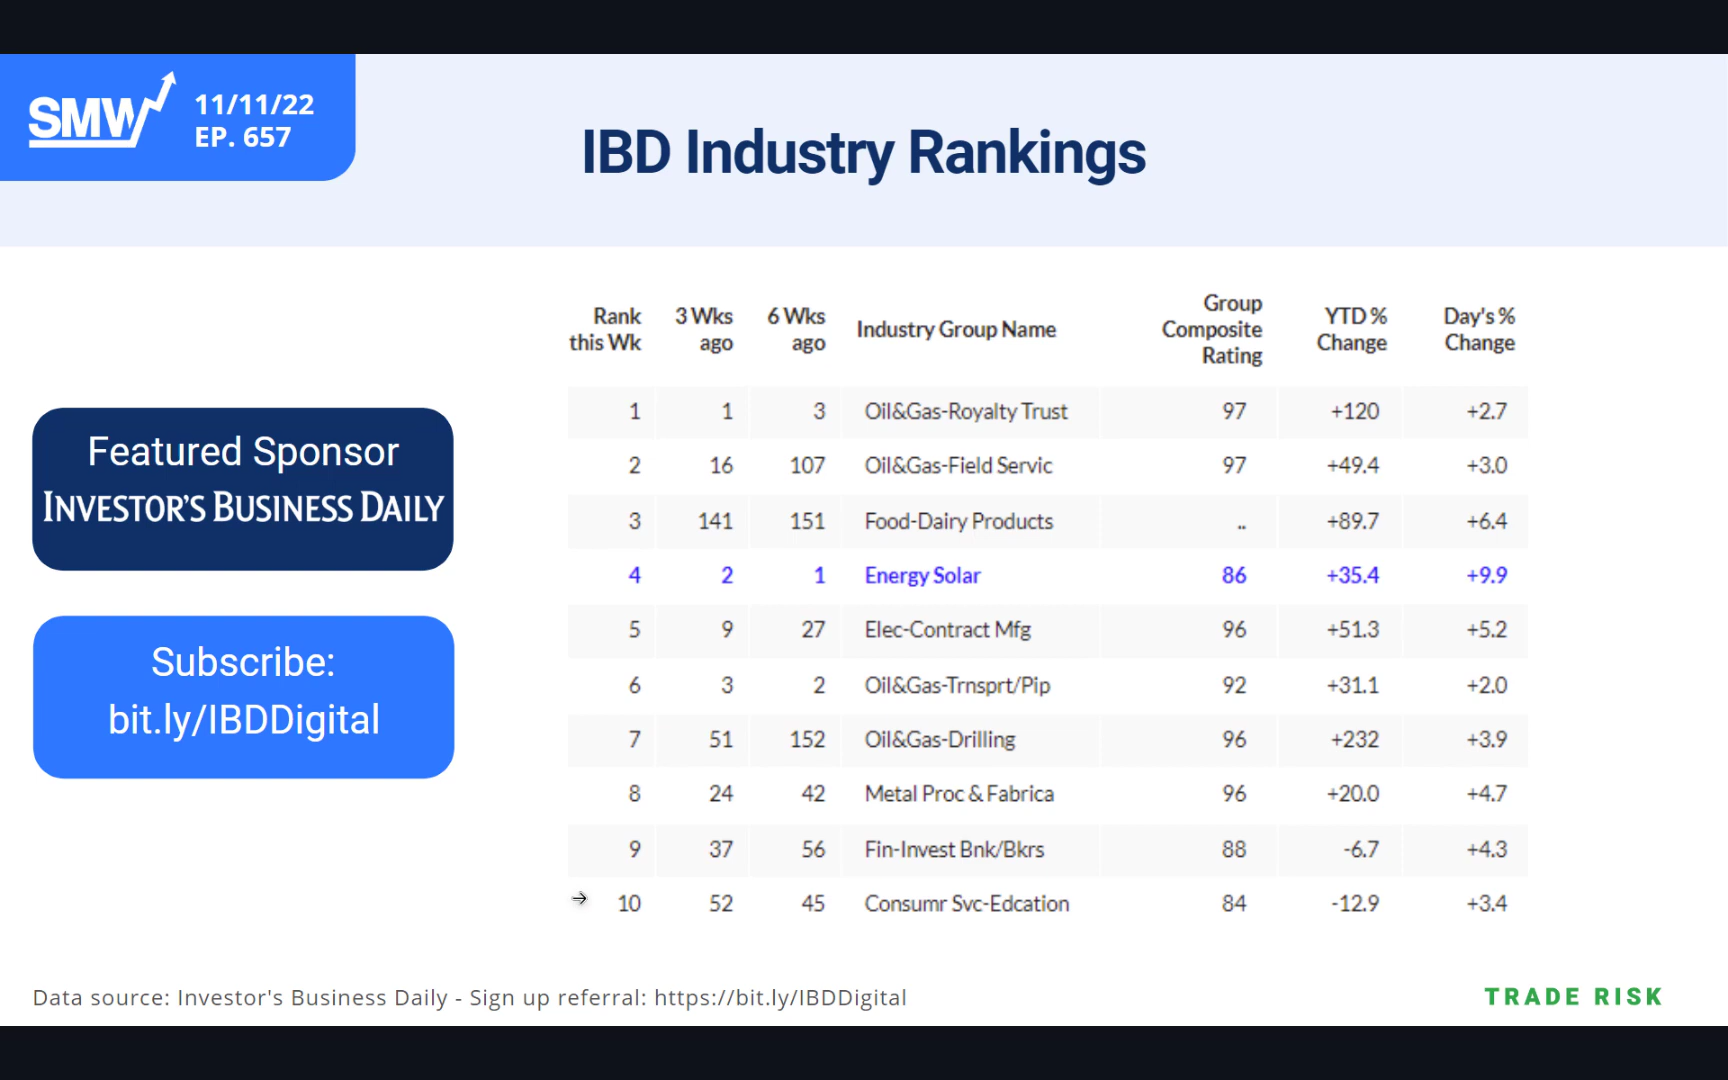 SMW
11/11/22
EP. 657
IBD Industry Rankings
Featured Sponsor
INVESTOR'S BUSINESS DAILY
Subscribe:
bit.ly/IBDDigital
Rank this Wk 3 Wks ago 6 Wks ago Industry Group Name Group Composite Rating YTD % Change Day's % Change
1 1 3 Oil&Gas-Royalty Trust 97 +120 +2.7
2 16 107 Oil&Gas-Field Servic 97 +49.4 +3.0
3 141 151 Food-Dairy Products .. +89.7 +6.4
4 2 1 Energy Solar 86 +35.4 +9.9
5 9 27 Elec-Contract Mfg 96 +51.3 +5.2
6 3 2 Oil&Gas-Trnsprt/Pip 92 +31.1 +2.0
7 51 152 Oil&Gas-Drilling 96 +232 +3.9
8 24 42 Metal Proc & Fabrica 96 +20.0 +4.7
9 37 56 Fin-Invest Bnk/Bkrs 88 -6.7 +4.3
10 52 45 Consumr Svc-Edcation 84 -12.9 +3.4
Data source: Investor's Business Daily - Sign up referral: https://bit.ly/IBDDigital
TRADE RISK